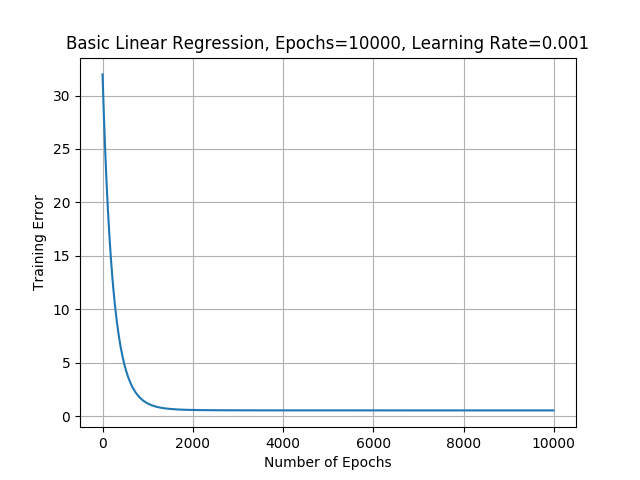 Basic Linear Regression, Epochs=10000, Learning Rate=0.001
30
25
20
15
10
5
0
Training Error
0 2000 4000 6000 8000 10000
Number of Epochs